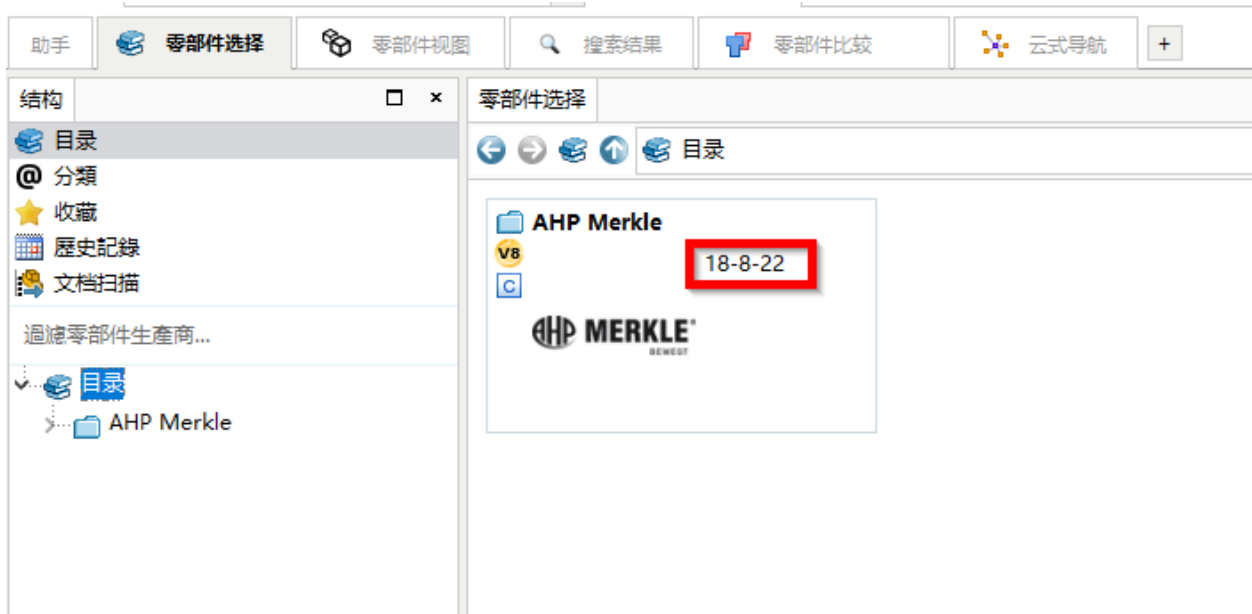 助手
零部件选择
零部件视图
搜索结果
零部件比较
云式导航
+
结构
目录
@ 分類
收藏
歷史記錄
文档扫描
過濾零部件生產商...
目录
AHP Merkle
零部件选择
目录
AHP Merkle
V8
18-8-22
C
AHP MERKLE
BEWEGT